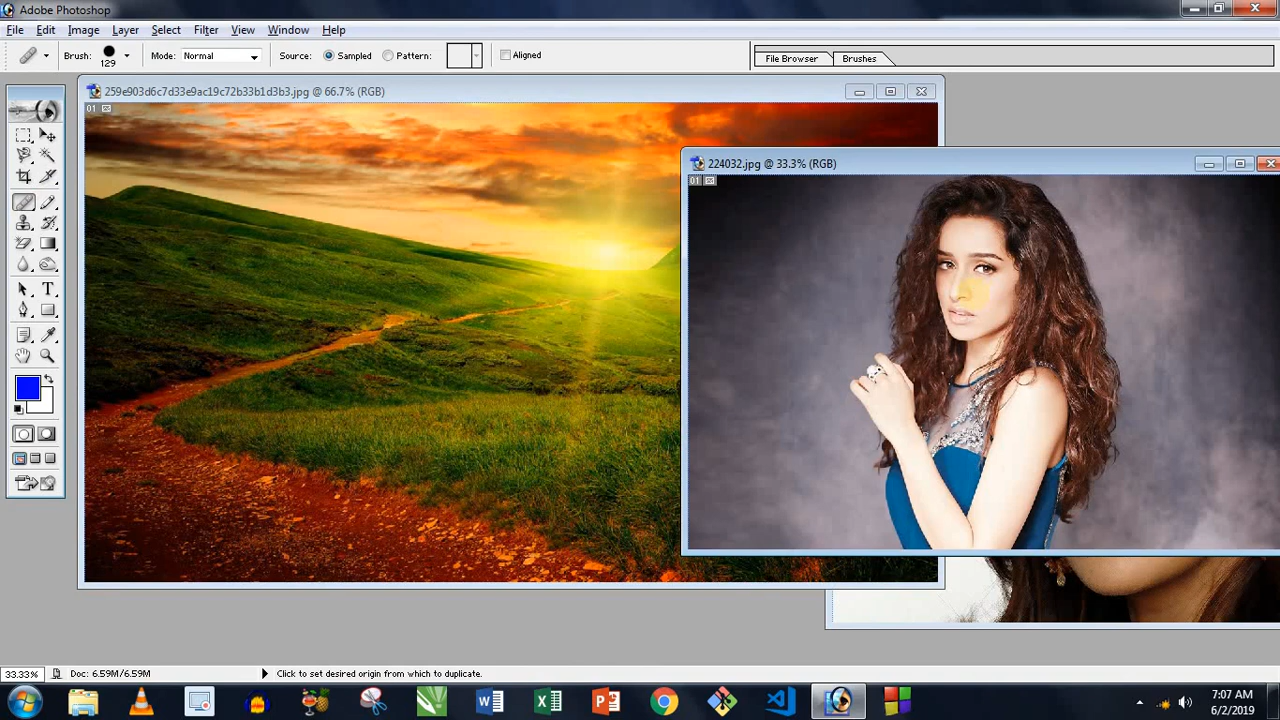 Adobe Photoshop
File Edit Image Layer Select Filter View Window Help
Brush: 129 Mode: Normal Source: Sampled Pattern: Aligned File Browser Brushes
259e903d6c7d33e9ac19c72b33b1d3b3.jpg @ 66.7% (RGB)
01
224032.jpg @ 33.3% (RGB)
01
33.33% Doc: 6.59M/6.59M Click to set desired origin from which to duplicate.
7:07 AM
6/2/2019